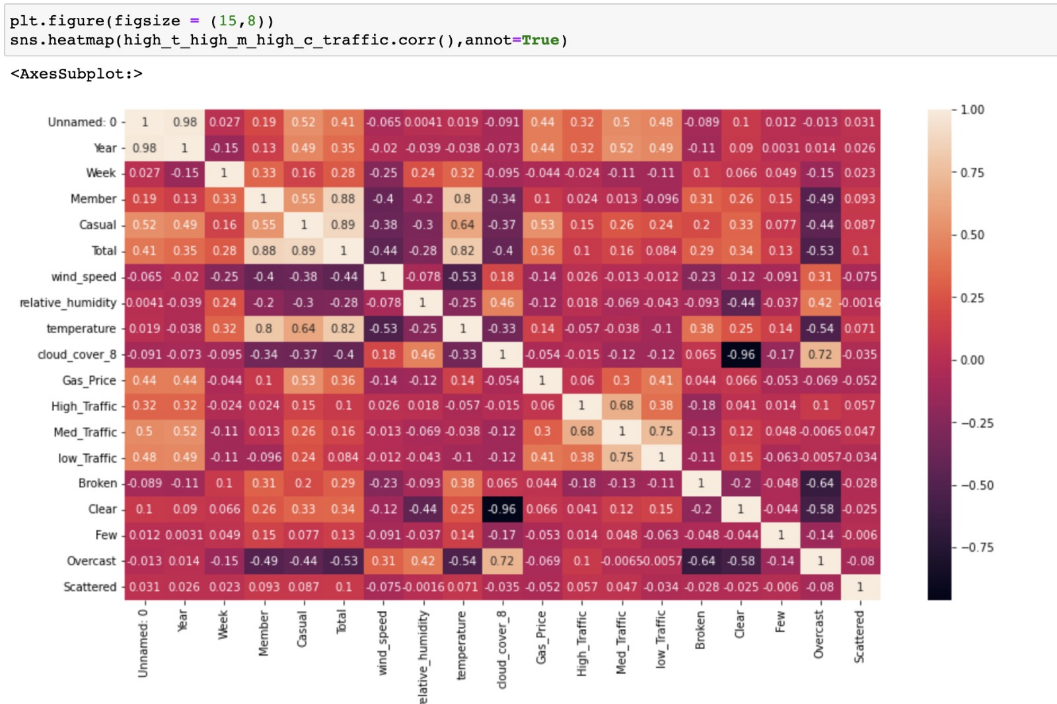 plt.figure(figsize = (15,8))
sns.heatmap(high_t_high_m_high_c_traffic.corr(),annot=True)
<AxesSubplot:>
Unnamed: 0 1 0.98 0.027 0.19 0.52 0.41 -0.065 0.0041 0.019 -0.091 0.44 0.32 0.5 0.48 -0.089 0.1 0.012 -0.013 0.031
Year 0.98 1 -0.15 0.13 0.49 0.35 -0.02 -0.039 -0.038 -0.073 0.44 0.32 0.52 0.49 -0.11 0.09 0.0031 0.014 0.026
Week 0.027 -0.15 1 0.33 0.16 0.28 -0.25 0.24 0.32 -0.095 -0.044 -0.024 -0.11 -0.11 0.1 0.066 0.049 -0.15 0.023
Member 0.19 0.13 0.33 1 0.55 0.88 -0.4 -0.2 0.8 -0.34 0.1 0.024 0.013 -0.096 0.31 0.26 0.15 -0.49 0.093
Casual 0.52 0.49 0.16 0.55 1 0.89 -0.38 -0.3 0.64 -0.37 0.53 0.15 0.26 0.24 0.2 0.33 0.077 -0.44 0.087
Total 0.41 0.35 0.28 0.88 0.89 1 -0.44 -0.28 0.82 -0.4 0.36 0.1 0.16 0.084 0.29 0.34 0.13 -0.53 0.1
wind_speed -0.065 -0.02 -0.25 -0.4 -0.38 -0.44 1 -0.078 -0.53 0.18 -0.14 0.026 -0.013 -0.012 -0.23 -0.12 -0.091 0.31 -0.075
relative_humidity 0.0041 -0.039 0.24 -0.2 -0.3 -0.28 -0.078 1 -0.25 0.46 -0.12 0.018 -0.069 -0.043 -0.093 -0.44 -0.037 0.42 -0.0016
temperature 0.019 -0.038 0.32 0.8 0.64 0.82 -0.53 -0.25 1 -0.33 0.14 -0.057 -0.038 -0.1 0.38 0.25 0.14 -0.54 0.071
cloud_cover_8 -0.091 -0.073 -0.095 -0.34 -0.37 -0.4 0.18 0.46 -0.33 1 -0.054 -0.015 -0.12 -0.12 0.065 -0.96 -0.17 0.72 -0.035
Gas_Price 0.44 0.44 -0.044 0.1 0.53 0.36 -0.14 -0.12 0.14 -0.054 1 0.06 0.3 0.41 0.044 0.066 -0.053 -0.069 -0.052
High_Traffic 0.32 0.32 -0.024 0.024 0.15 0.1 0.026 0.018 -0.057 -0.015 0.06 1 0.68 0.38 -0.18 0.041 0.014 0.1 0.057
Med_Traffic 0.5 0.52 -0.11 0.013 0.26 0.16 -0.013 -0.069 -0.038 -0.12 0.3 0.68 1 0.75 -0.13 0.12 0.048 -0.0065 0.047
low_Traffic 0.48 0.49 -0.11 -0.096 0.24 0.084 -0.012 -0.043 -0.1 -0.12 0.41 0.38 0.75 1 -0.11 0.15 -0.063 -0.0057 -0.034
Broken -0.089 -0.11 0.1 0.31 0.2 0.29 -0.23 -0.093 0.38 0.065 0.044 -0.18 -0.13 -0.11 1 -0.2 -0.048 -0.64 -0.028
Clear 0.1 0.09 0.066 0.26 0.33 0.34 -0.12 -0.44 0.25 -0.96 0.066 0.041 0.12 0.15 -0.2 1 -0.044 -0.58 -0.025
Few 0.012 0.0031 0.049 0.15 0.077 0.13 -0.091 -0.037 0.14 -0.17 -0.053 0.014 0.048 -0.063 -0.048 -0.044 1 -0.14 -0.006
Overcast -0.013 0.014 -0.15 -0.49 -0.44 -0.53 0.31 0.42 -0.54 0.72 -0.069 0.1 -0.0065 0.0057 -0.64 -0.58 -0.14 1 -0.08
Scattered 0.031 0.026 0.023 0.093 0.087 0.1 -0.075 -0.0016 0.071 -0.035 -0.052 0.057 0.047 -0.034 -0.028 -0.025 -0.006 -0.08 1
Unnamed: 0 Year Week Member Casual Total wind_speed elative_humidity temperature cloud_cover_8 Gas_Price High_Traffic Med_Traffic low_Traffic Broken Clear Few Overcast Scattered
1.00
0.75
0.50
0.25
0.00
-0.25
-0.50
-0.75